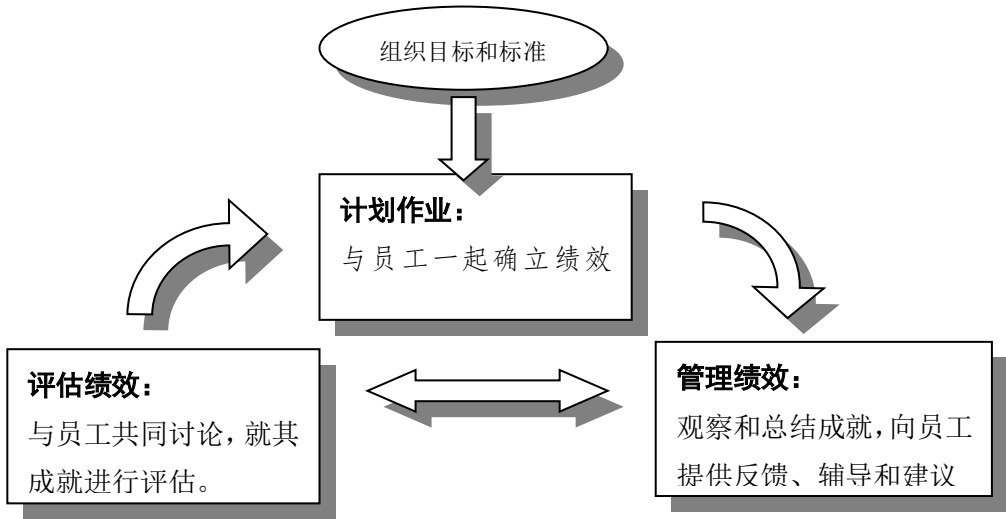 组织目标和标准
计划作业：
与员工一起确立绩效
评估绩效：
与员工共同讨论，就其
成就进行评估。
管理绩效：
观察和总结成就，向员工
提供反馈、辅导和建议